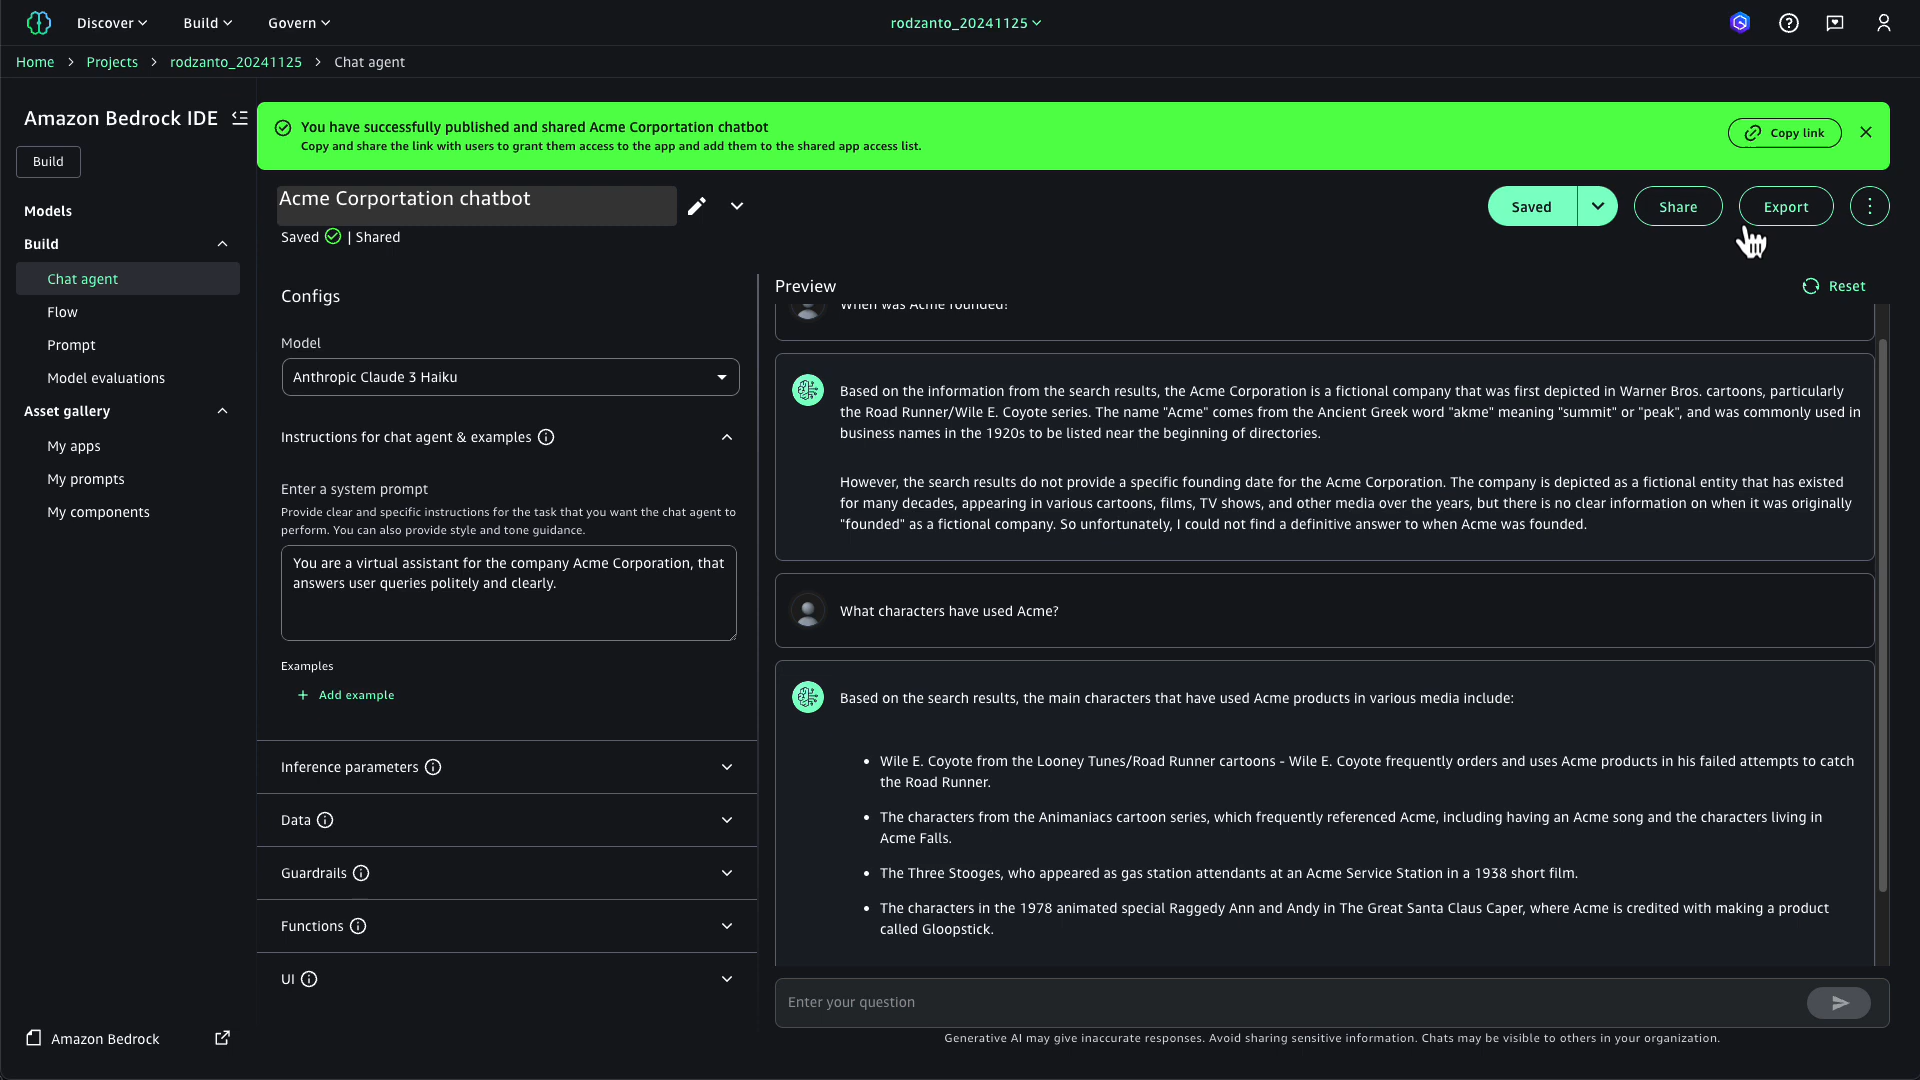 Discover
Build
Govern
rodzanto_20241125
Home > Projects > rodzanto_20241125 > Chat agent
Amazon Bedrock IDE
Build
Models
Build
Chat agent
Flow
Prompt
Model evaluations
Asset gallery
My apps
My prompts
My components
Amazon Bedrock
You have successfully published and shared Acme Corportation chatbot
Copy and share the link with users to grant them access to the app and add them to the shared app access list.
Copy link
Acme Corportation chatbot
Saved | Shared
Saved
Share
Export
Configs
Model
Anthropic Claude 3 Haiku
Instructions for chat agent & examples
Enter a system prompt
Provide clear and specific instructions for the task that you want the chat agent to
perform. You can also provide style and tone guidance.
You are a virtual assistant for the company Acme Corporation, that
answers user queries politely and clearly.
Examples
+ Add example
Inference parameters
Data
Guardrails
Functions
UI
Preview
Reset
When was Acme founded?
Based on the information from the search results, the Acme Corporation is a fictional company that was first depicted in Warner Bros. cartoons, particularly
the Road Runner/Wile E. Coyote series. The name "Acme" comes from the Ancient Greek word "akme" meaning "summit" or "peak", and was commonly used in
business names in the 1920s to be listed near the beginning of directories.
However, the search results do not provide a specific founding date for the Acme Corporation. The company is depicted as a fictional entity that has existed
for many decades, appearing in various cartoons, films, TV shows, and other media over the years, but there is no clear information on when it was originally
"founded" as a fictional company. So unfortunately, I could not find a definitive answer to when Acme was founded.
What characters have used Acme?
Based on the search results, the main characters that have used Acme products in various media include:
• Wile E. Coyote from the Looney Tunes/Road Runner cartoons - Wile E. Coyote frequently orders and uses Acme products in his failed attempts to catch
the Road Runner.
• The characters from the Animaniacs cartoon series, which frequently referenced Acme, including having an Acme song and the characters living in
Acme Falls.
• The Three Stooges, who appeared as gas station attendants at an Acme Service Station in a 1938 short film.
• The characters in the 1978 animated special Raggedy Ann and Andy in The Great Santa Claus Caper, where Acme is credited with making a product
called Gloopstick.
Enter your question
Generative AI may give inaccurate responses. Avoid sharing sensitive information. Chats may be visible to others in your organization.